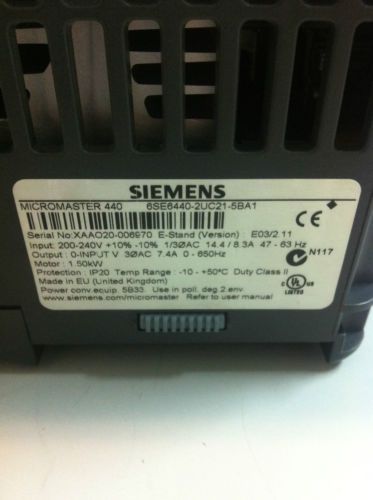 SIEMENS
MICROMASTER 440 6SE6440-2UC21-5BA1
Serial No:XAAO20-006970 E-Stand (Version) : E03/2.11
Input: 200-240V +10% -10% 1/3ØAC 14.4 / 8.3A 47 - 63 Hz
Output : 0-INPUT V 3ØAC 7.4A 0 - 650Hz
Motor : 1.50kW
Protection : IP20 Temp Range : -10 - +50°C Duty Class II
Made in EU (United Kingdom)
Power conv.equip. 5B33. Use in poll. deg.2 env.
www.siemens.com/micromaster Refer to user manual
CE
N117
C UL US
LISTED